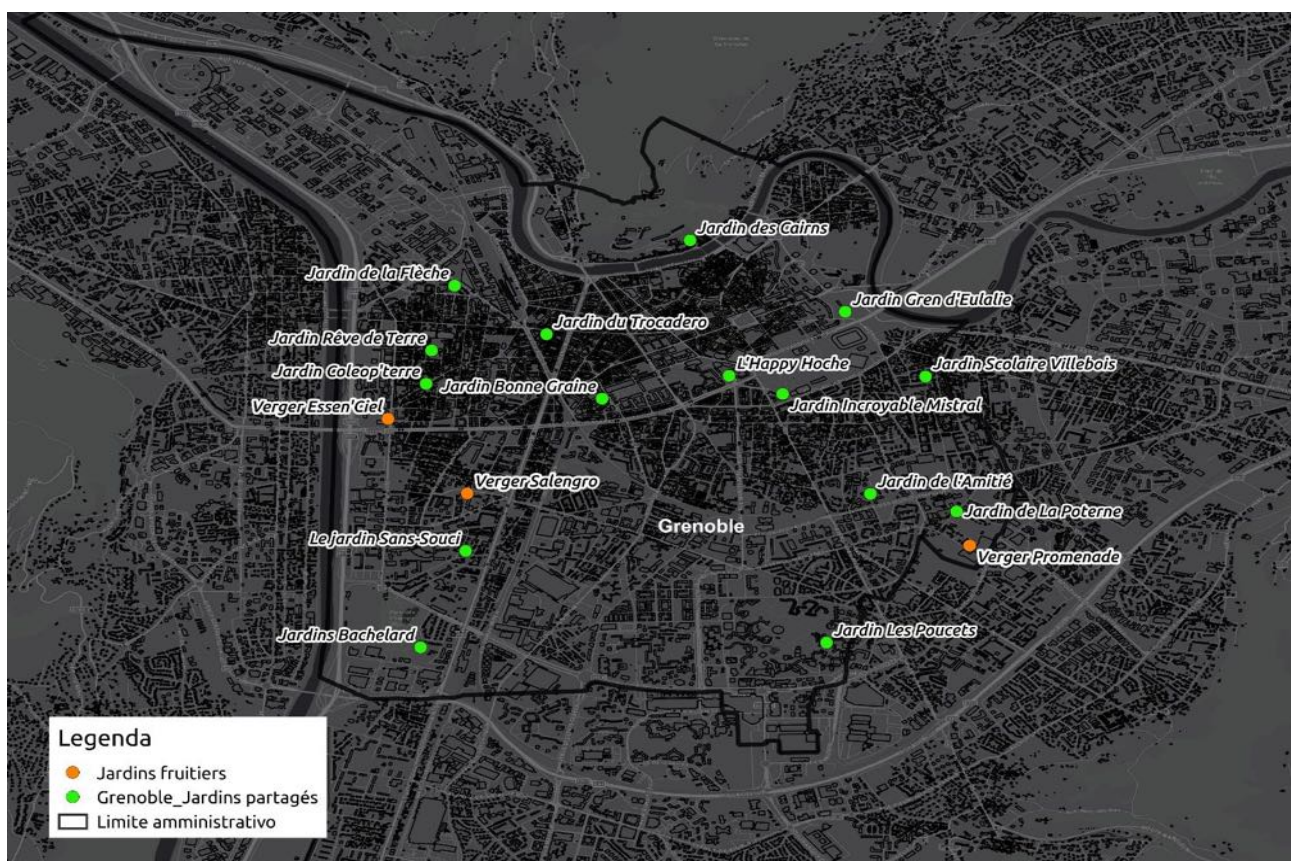 Jardin des Cairns
Jardin de la Flèche
Jardin Gren d'Eulalie
Jardin du Trocadero
Jardin Rêve de Terre
L'Happy Hoche
Jardin Scolaire Villebois
Jardin Coleop'terre
Jardin Bonne Graine
Jardin Incroyable Mistral
Verger Essen'Ciel
Verger Salengro
Jardin de l'Amitié
Jardin de La Poterne
Grenoble
Le jardin Sans-Souci
Verger Promenade
Jardins Bachelard
Jardin Les Poucets
Legenda
Jardins fruitiers
Grenoble_Jardins partagés
Limite amministrativo